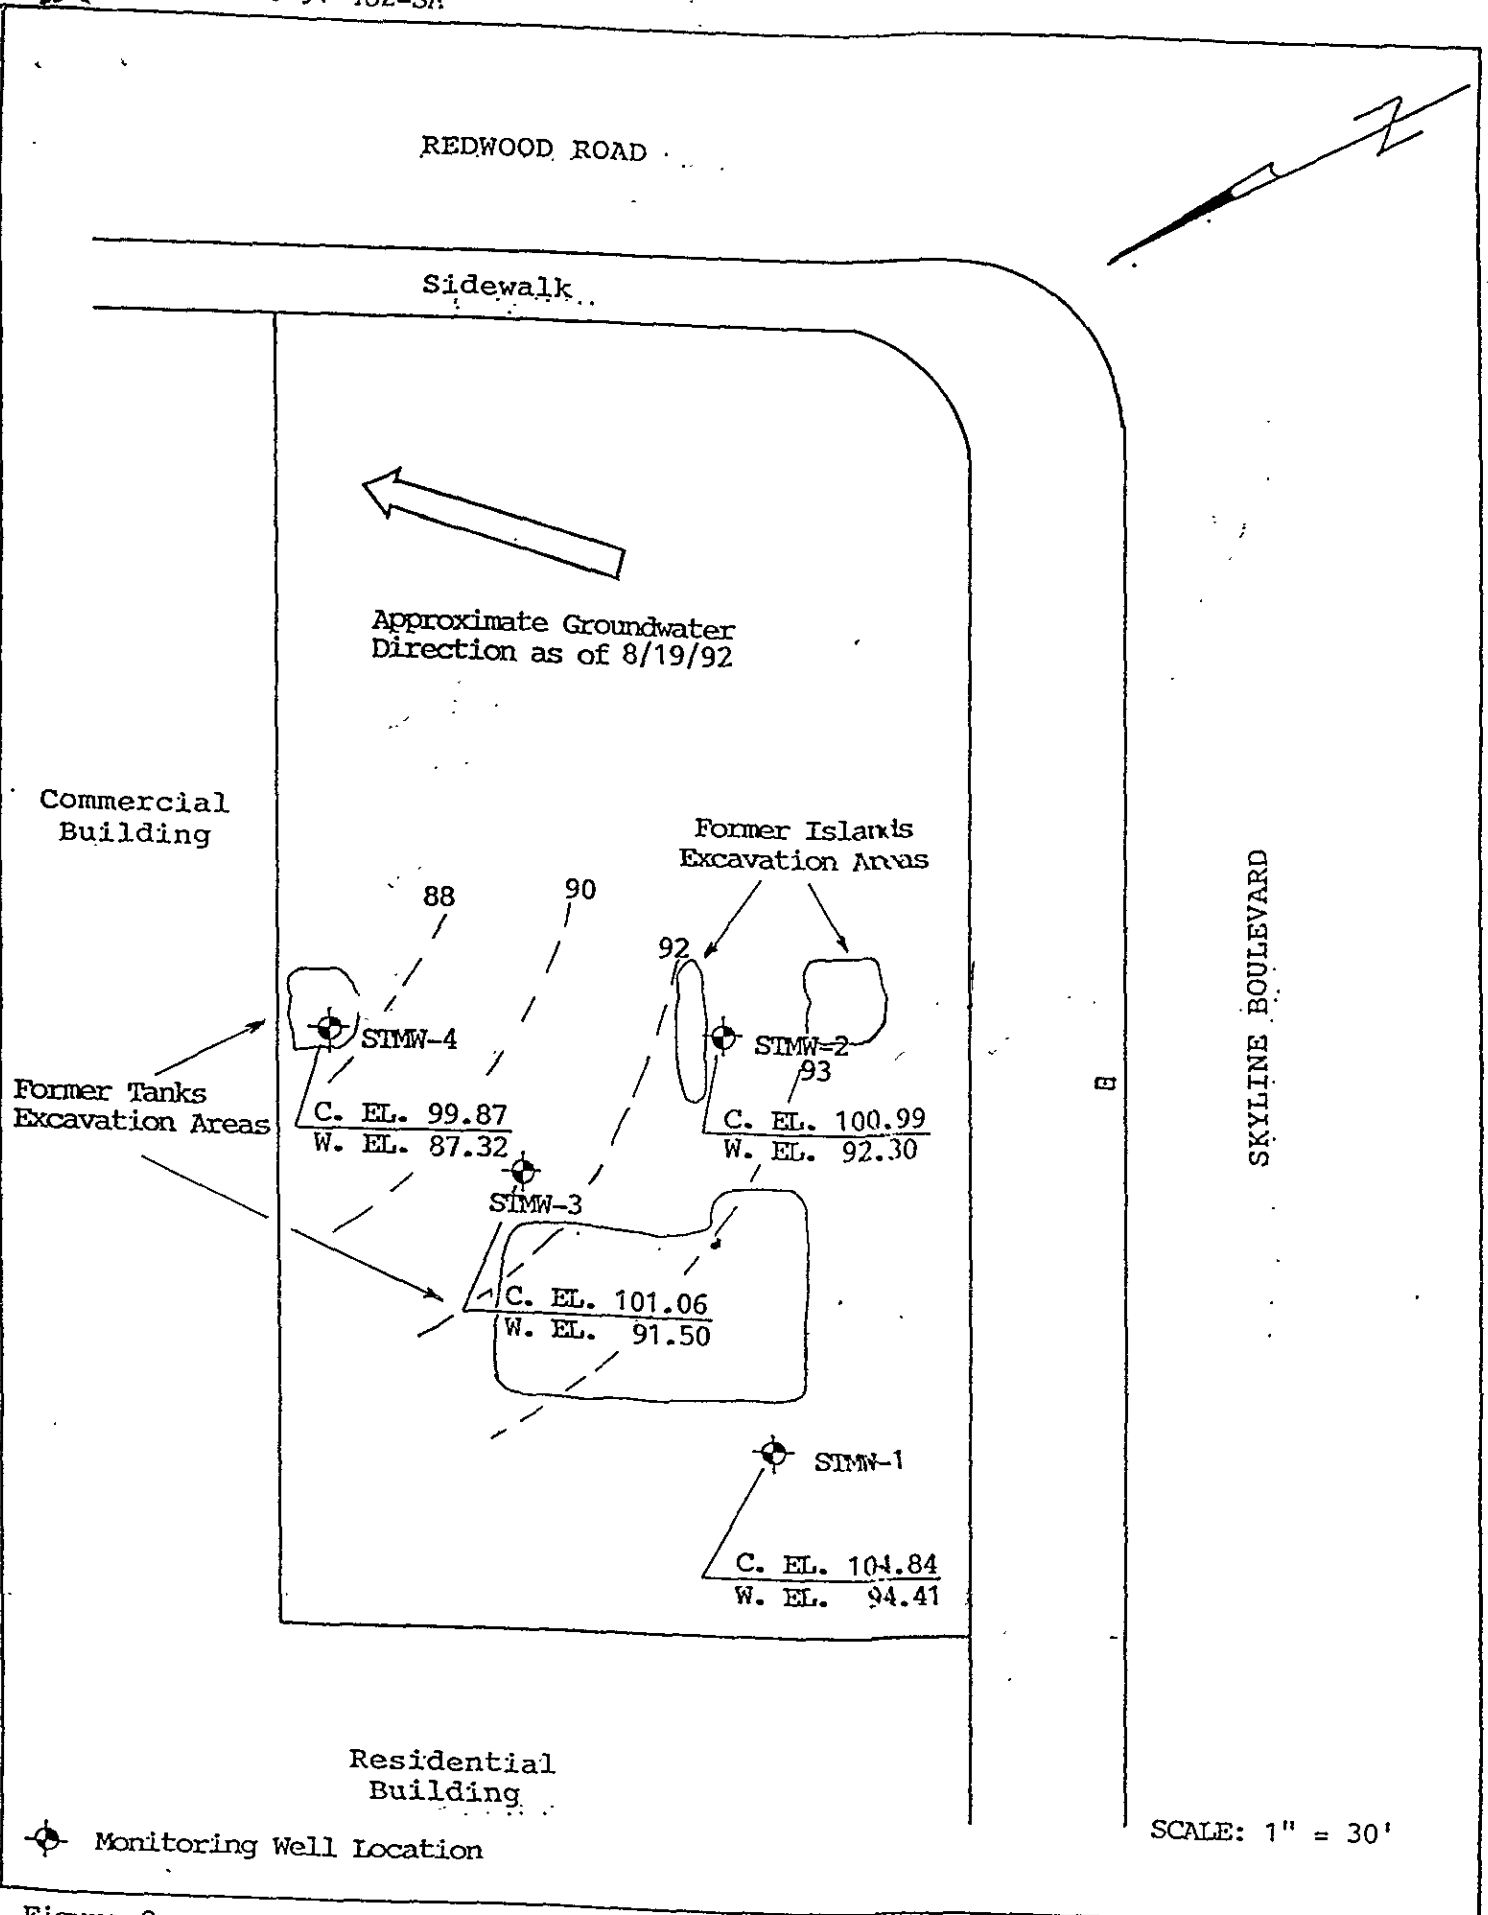 REDWOOD ROAD
Sidewalk
Approximate Groundwater
Direction as of 8/19/92
Commercial
Building
Former Islands
Excavation Areas
88
90
92
STMW-4
STMW-2
93
SKYLINE BOULEVARD
Former Tanks
Excavation Areas
C. EL. 99.87
W. EL. 87.32
C. EL. 100.99
W. EL. 92.30
STMW-3
C. EL. 101.06
W. EL. 91.50
STMW-1
C. EL. 104.84
W. EL. 94.41
Residential
Building
Monitoring Well Location
SCALE: 1" = 30'